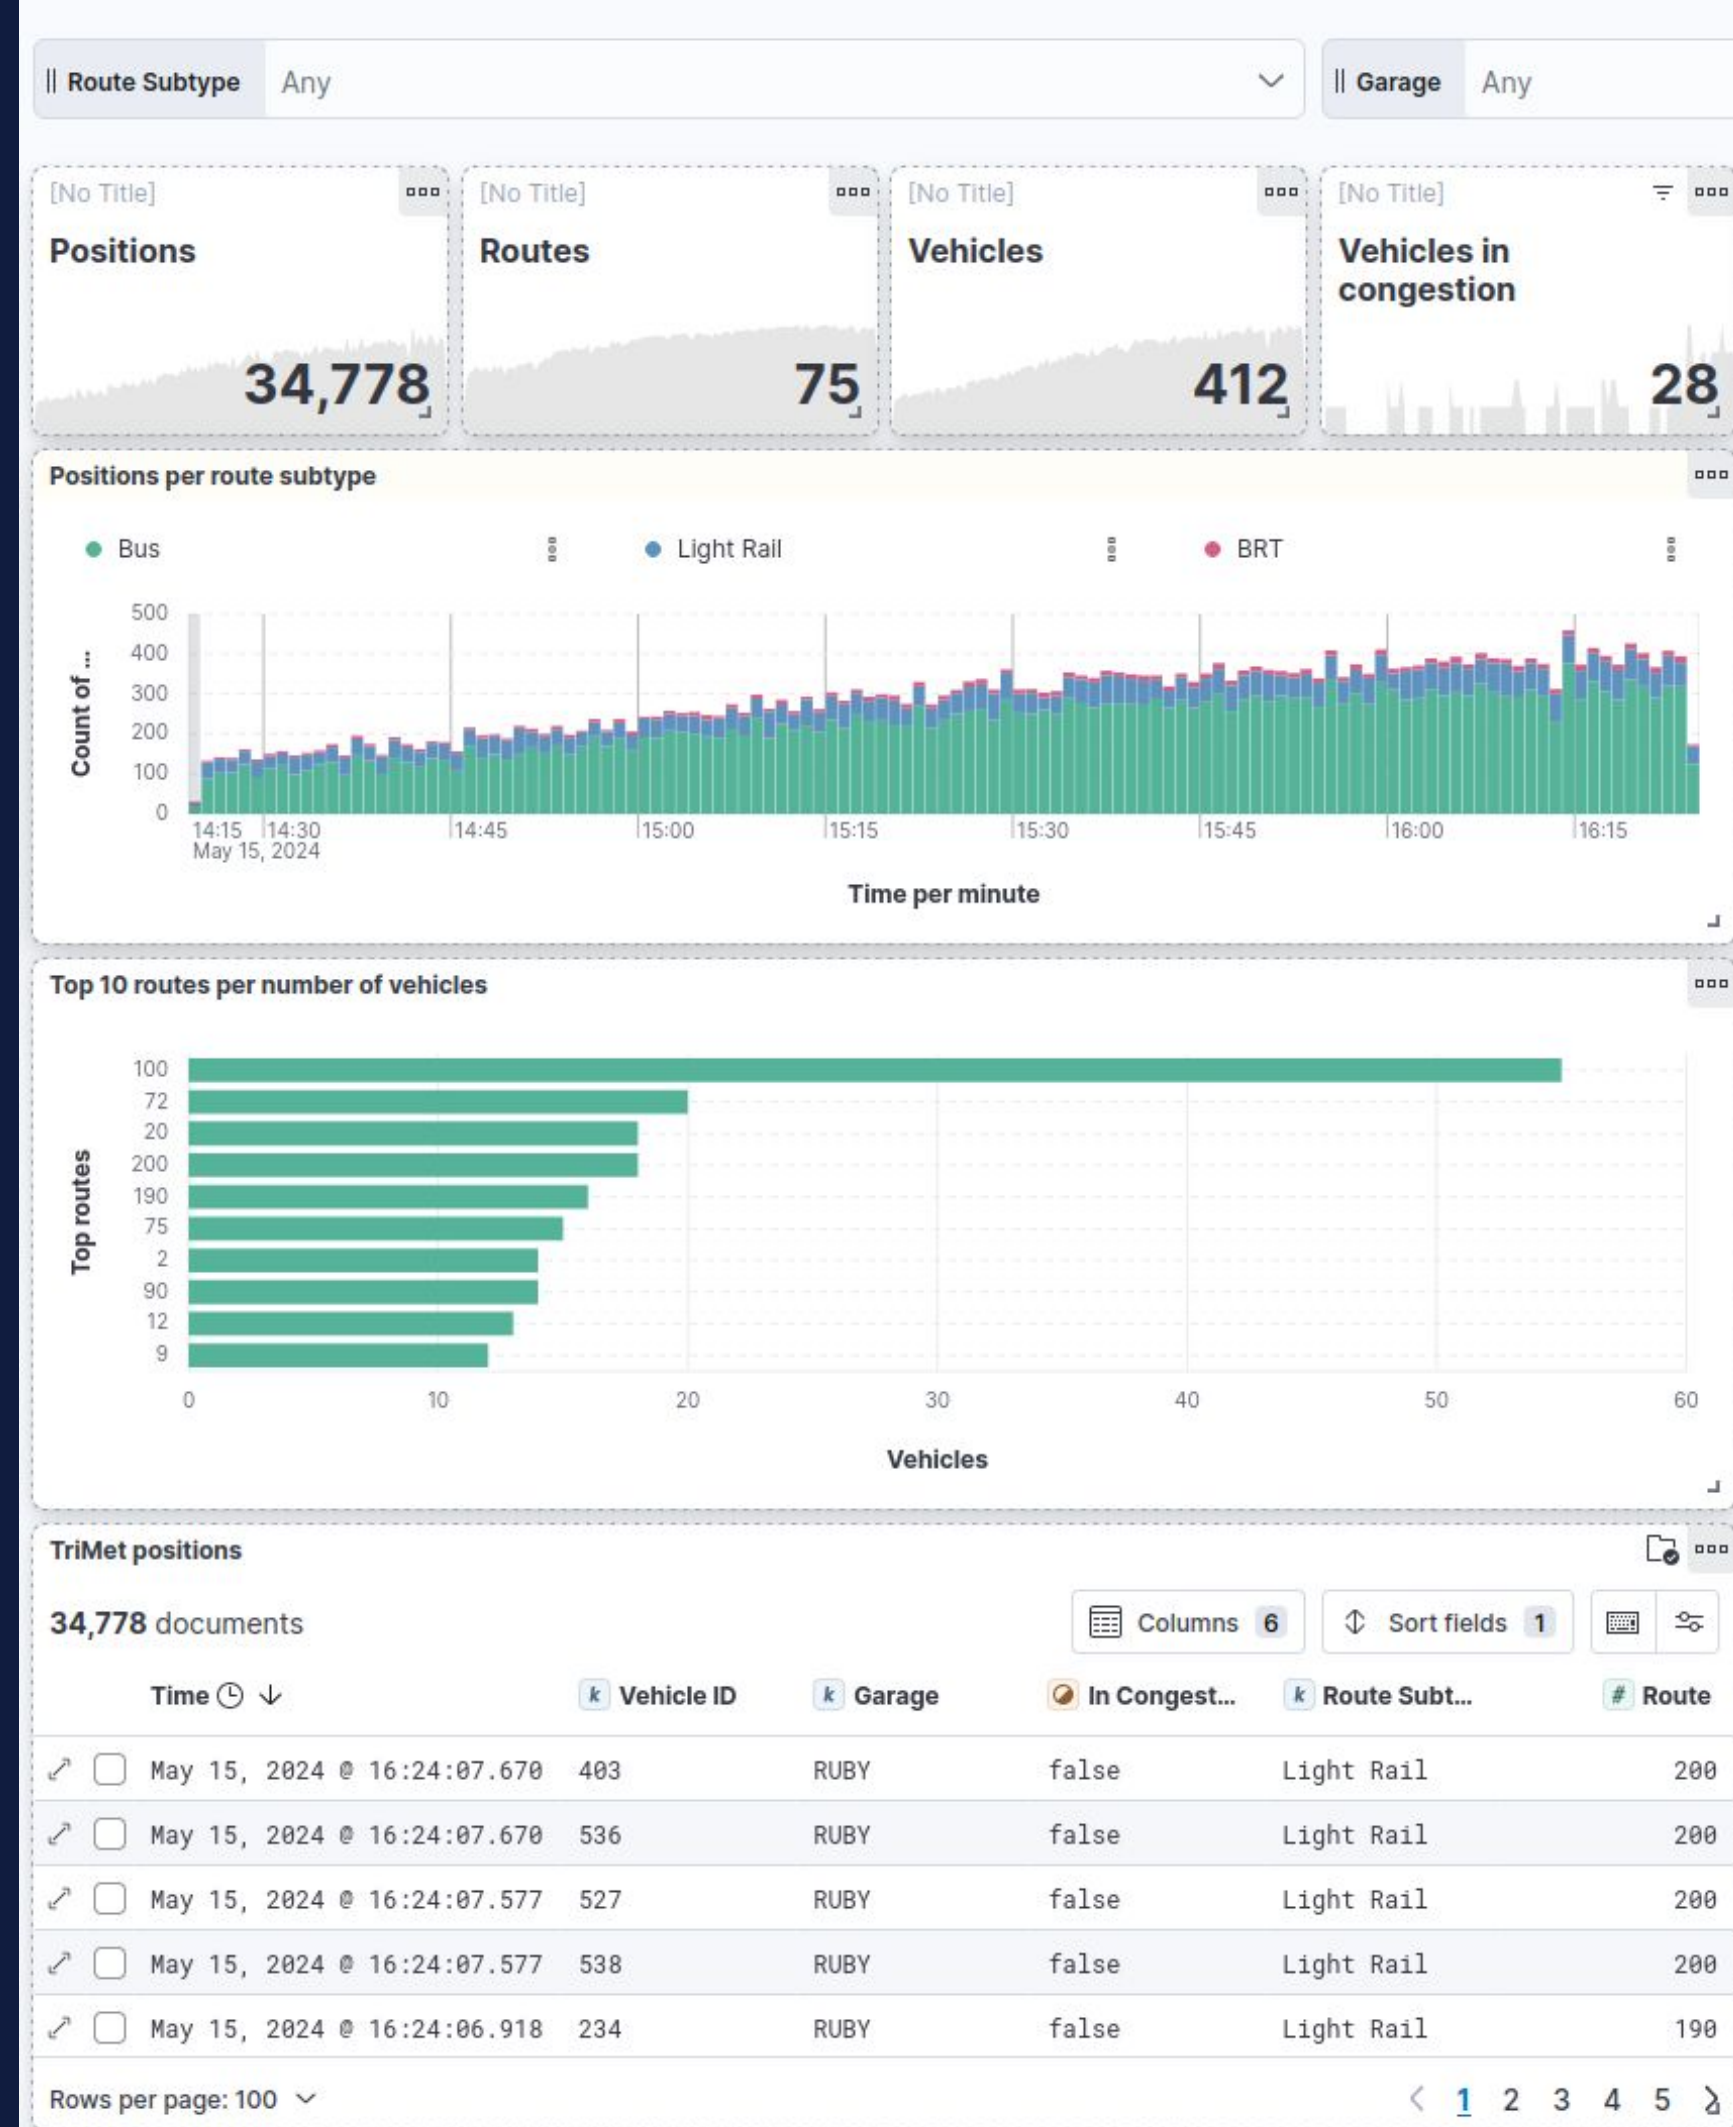 Route Subtype Any
Garage Any
[No Title] [No Title] [No Title] [No Title]
Positions Routes Vehicles Vehicles in
congestion
34,778 75 412 28
Positions per route subtype
Bus Light Rail BRT
500
400
300
200
100
0
Count of ...
14:15 14:30 14:45 15:00 15:15 15:30 15:45 16:00 16:15
May 15, 2024
Time per minute
Top 10 routes per number of vehicles
100
72
20
200
190
75
2
90
12
9
Top routes
0 10 20 30 40 50 60
Vehicles
TriMet positions
34,778 documents Columns 6 Sort fields 1
Time k Vehicle ID k Garage In Congest... k Route Subt... # Route
May 15, 2024 @ 16:24:07.670 403 RUBY false Light Rail 200
May 15, 2024 @ 16:24:07.670 536 RUBY false Light Rail 200
May 15, 2024 @ 16:24:07.577 527 RUBY false Light Rail 200
May 15, 2024 @ 16:24:07.577 538 RUBY false Light Rail 200
May 15, 2024 @ 16:24:06.918 234 RUBY false Light Rail 190
Rows per page: 100 1 2 3 4 5